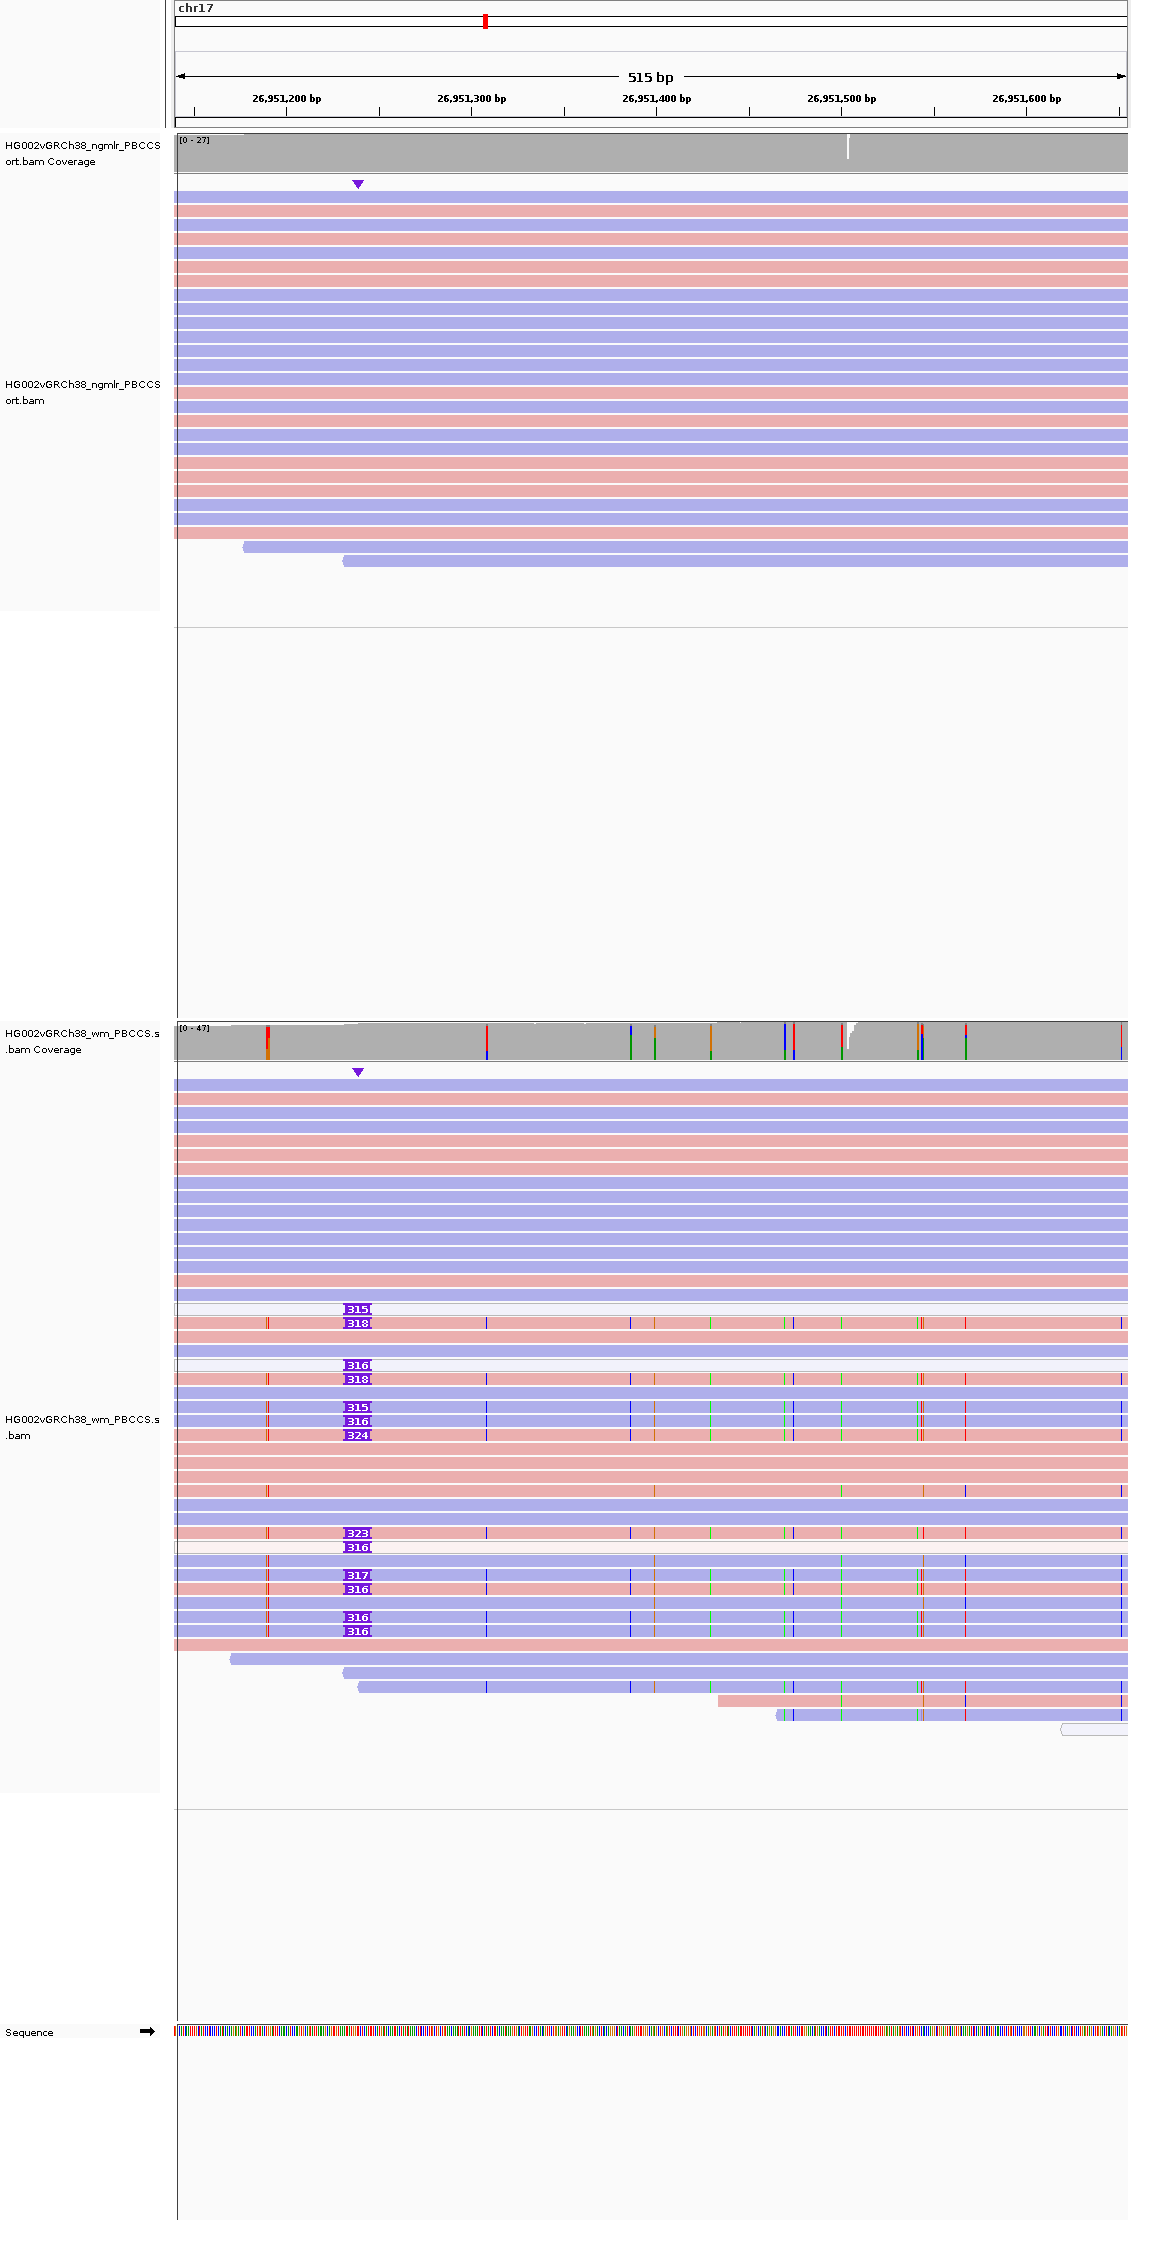 chr17
515 bp
26,951,200 bp 26,951,300 bp 26,951,400 bp 26,951,500 bp 26,951,600 bp
HG002vGRCh38_ngmlr_PBCCS
ort.bam Coverage
[0 - 27]
HG002vGRCh38_ngmlr_PBCCS
ort.bam
HG002vGRCh38_wm_PBCCS.s
.bam Coverage
[0 - 47]
315
318
316
318
315
316
324
HG002vGRCh38_wm_PBCCS.s
.bam
323
316
317
316
316
316
Sequence